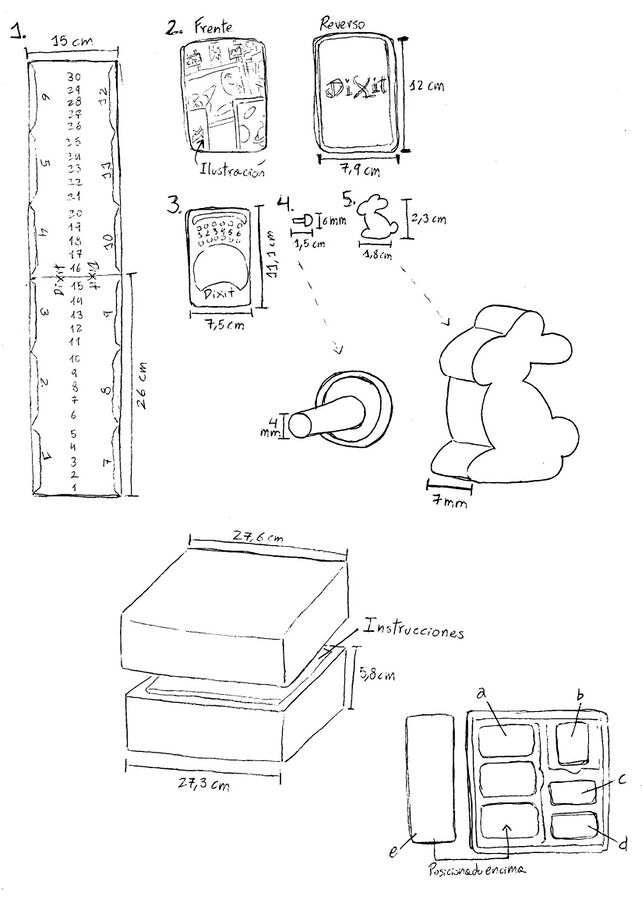 1.
15 cm
30
29
28
27
26
25
24
23
22
21
20
19
18
17
16
15
14
13
12
11
10
9
8
7
6
5
4
3
2
1
6
5
4
3
2
1
12
11
10
9
8
7
Dixit
Dixit
26 cm
2.
Frente
Ilustración
Reverso
DiXit
12 cm
7,9 cm
3.
Dixit
11,1 cm
7,5 cm
4.
6 mm
1,5 cm
4 mm
5.
2,3 cm
1,8 cm
7 mm
27,6 cm
Instrucciones
5,8 cm
27,3 cm
a
b
c
d
e
Posicionado encima